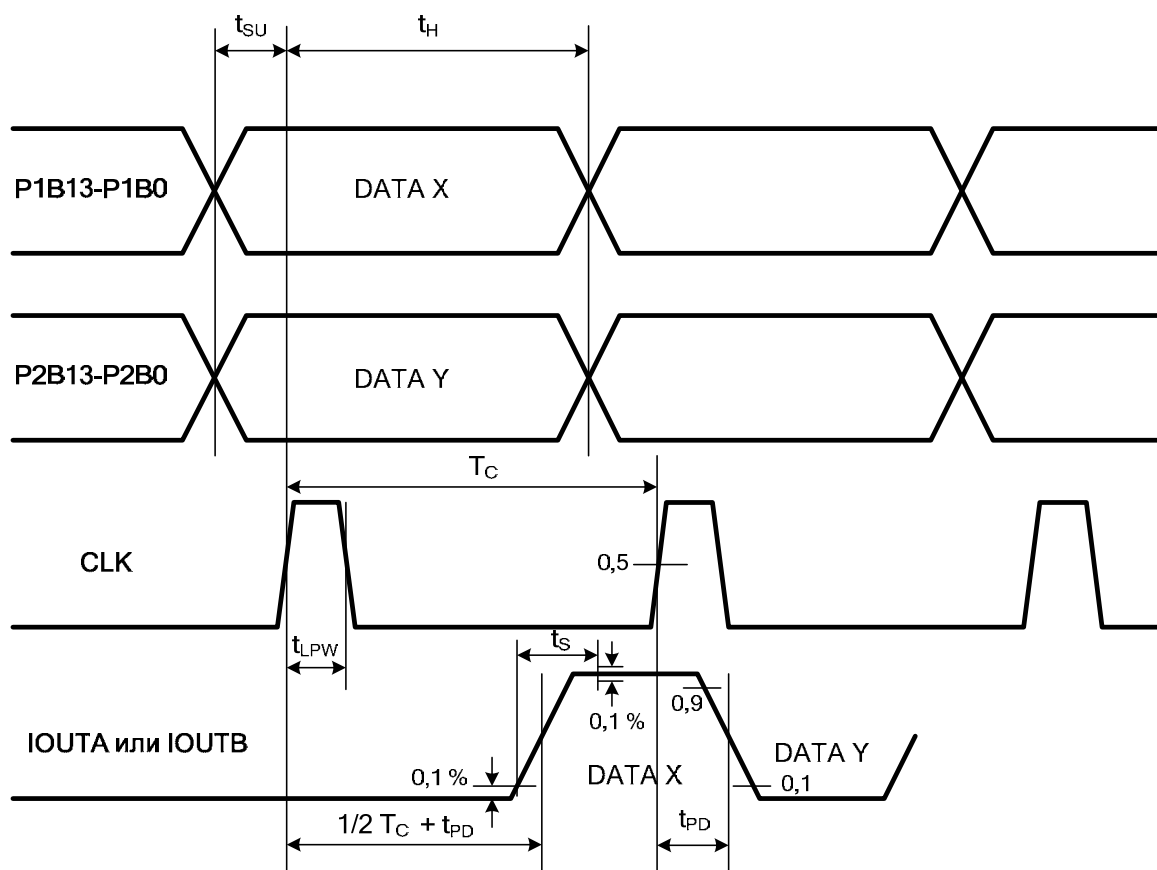 tSU
tH
P1B13-P1B0
DATA X
P2B13-P2B0
DATA Y
TC
CLK
0,5
tLPW
tS
0,1 %
0,9
IOUTA или IOUTB
DATA Y
0,1 %
DATA X
0,1
1/2 TC + tPD
tPD